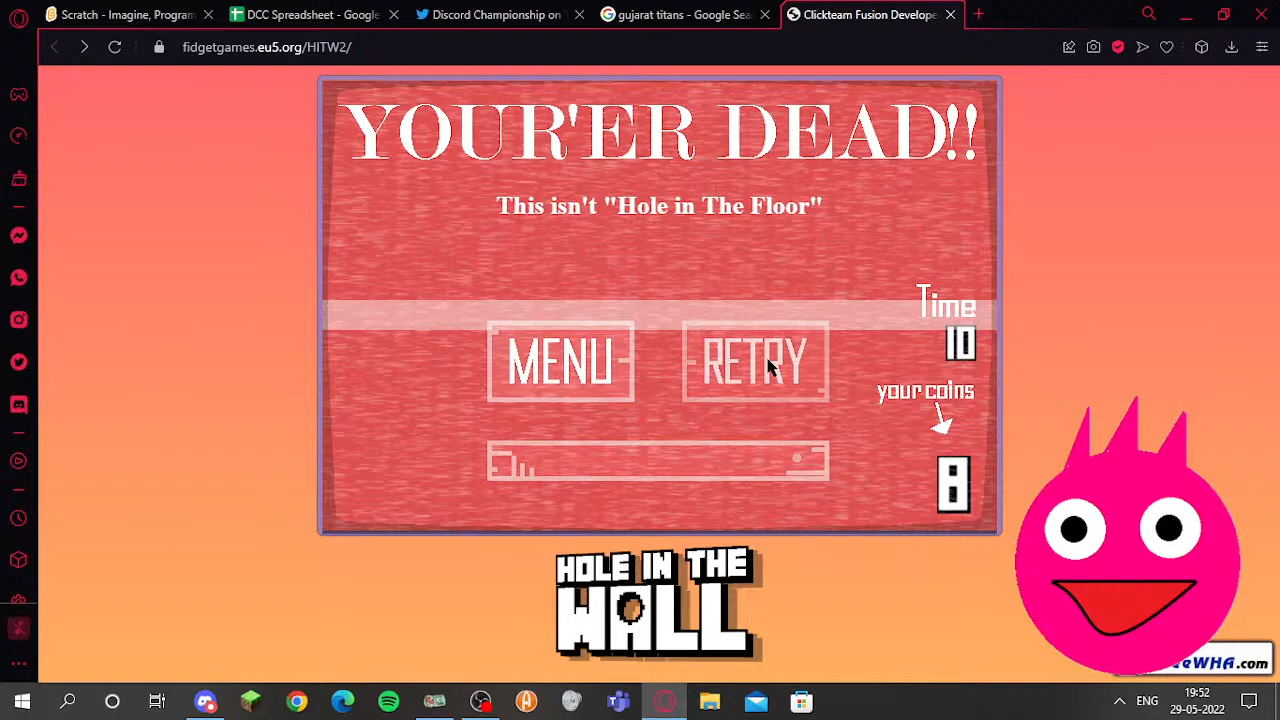 Scratch - Imagine, Program
DCC Spreadsheet - Google
Discord Championship on
gujarat titans - Google Sea
Clickteam Fusion Develope
fidgetgames.eu5.org/HITW2/
YOUR'ER DEAD!!
This isn't "Hole in The Floor"
Time
10
MENU
RETRY
your coins
8
HOLE IN THE
WALL
eWHA.com
ENG
19:52
29-05-2022